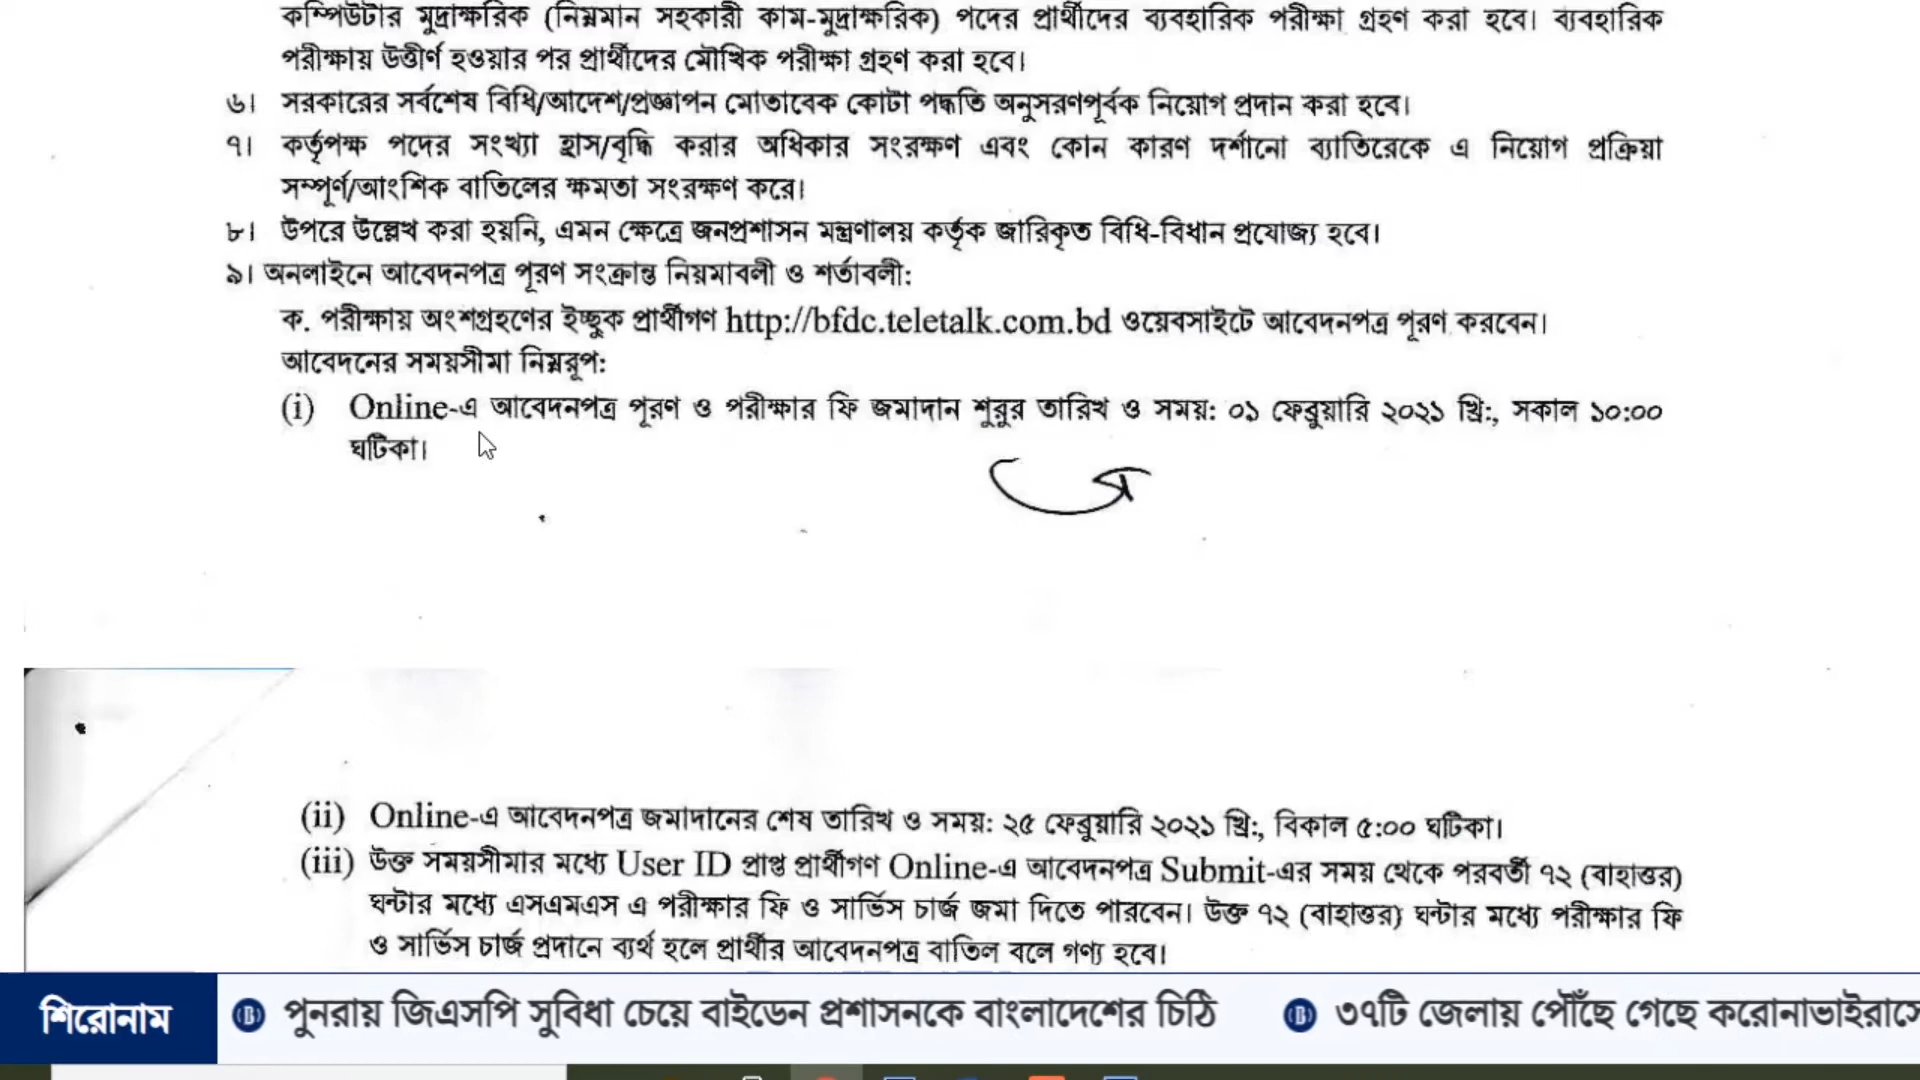 কম্পিউটার মুদ্রাক্ষরিক (নিম্নমান সহকারী কাম-মুদ্রাক্ষরিক) পদের প্রার্থীদের ব্যবহারিক পরীক্ষা গ্রহণ করা হবে। ব্যবহারিক
পরীক্ষায় উত্তীর্ণ হওয়ার পর প্রার্থীদের মৌখিক পরীক্ষা গ্রহণ করা হবে।
৬। সরকারের সর্বশেষ বিধি/আদেশ/প্রজ্ঞাপন মোতাবেক কোটা পদ্ধতি অনুসরণপূর্বক নিয়োগ প্রদান করা হবে।
৭। কর্তৃপক্ষ পদের সংখ্যা হ্রাস/বৃদ্ধি করার অধিকার সংরক্ষণ এবং কোন কারণ দর্শানো ব্যাতিরেকে এ নিয়োগ প্রক্রিয়া
সম্পূর্ণ/আংশিক বাতিলের ক্ষমতা সংরক্ষণ করে।
৮। উপরে উল্লেখ করা হয়নি, এমন ক্ষেত্রে জনপ্রশাসন মন্ত্রণালয় কর্তৃক জারিকৃত বিধি-বিধান প্রযোজ্য হবে।
৯। অনলাইনে আবেদনপত্র পূরণ সংক্রান্ত নিয়মাবলী ও শর্তাবলী:
ক. পরীক্ষায় অংশগ্রহণের ইচ্ছুক প্রার্থীগণ http://bfdc.teletalk.com.bd ওয়েবসাইটে আবেদনপত্র পূরণ করবেন।
আবেদনের সময়সীমা নিম্নরূপ:
(i) Online-এ আবেদনপত্র পূরণ ও পরীক্ষার ফি জমাদান শুরুর তারিখ ও সময়: ০১ ফেব্রুয়ারি ২০২১ খ্রি:, সকাল ১০:০০
ঘটিকা।
(ii) Online-এ আবেদনপত্র জমাদানের শেষ তারিখ ও সময়: ২৫ ফেব্রুয়ারি ২০২১ খ্রি:, বিকাল ৫:০০ ঘটিকা।
(iii) উক্ত সময়সীমার মধ্যে User ID প্রাপ্ত প্রার্থীগণ Online-এ আবেদনপত্র Submit-এর সময় থেকে পরবর্তী ৭২ (বাহাত্তর)
ঘন্টার মধ্যে এসএমএস এ পরীক্ষার ফি ও সার্ভিস চার্জ জমা দিতে পারবেন। উক্ত ৭২ (বাহাত্তর) ঘন্টার মধ্যে পরীক্ষার ফি
ও সার্ভিস চার্জ প্রদানে ব্যর্থ হলে প্রার্থীর আবেদনপত্র বাতিল বলে গণ্য হবে।
শিরোনাম পুনরায় জিএসপি সুবিধা চেয়ে বাইডেন প্রশাসনকে বাংলাদেশের চিঠি ৩৭টি জেলায় পৌঁছে গেছে করোনাভাইরাসে